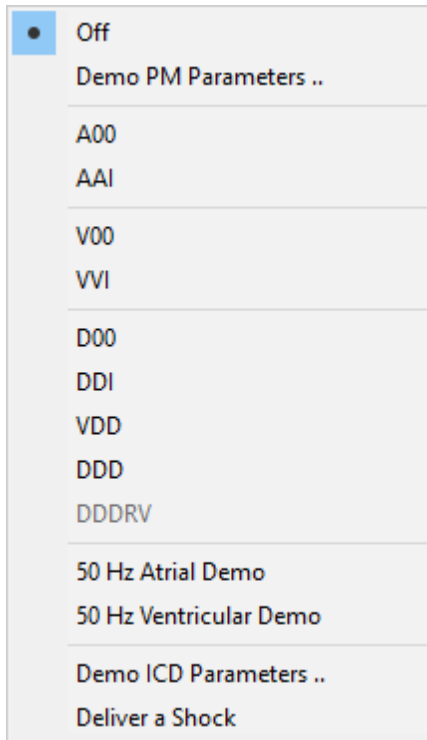 Off
Demo PM Parameters ..
A00
AAI
V00
VVI
D00
DDI
VDD
DDD
DDDRV
50 Hz Atrial Demo
50 Hz Ventricular Demo
Demo ICD Parameters ..
Deliver a Shock